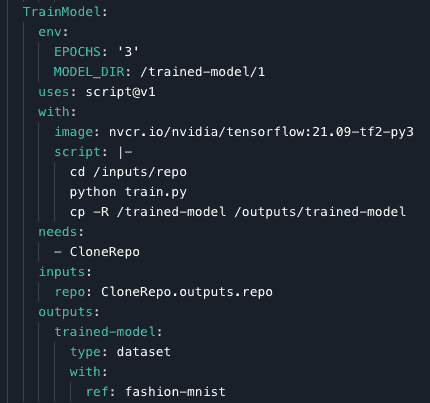 TrainModel:
  env:
    EPOCHS: '3'
    MODEL_DIR: /trained-model/1
  uses: script@v1
  with:
    image: nvcr.io/nvidia/tensorflow:21.09-tf2-py3
    script: |-
      cd /inputs/repo
      python train.py
      cp -R /trained-model /outputs/trained-model
  needs:
    - CloneRepo
  inputs:
    repo: CloneRepo.outputs.repo
  outputs:
    trained-model:
      type: dataset
      with:
        ref: fashion-mnist